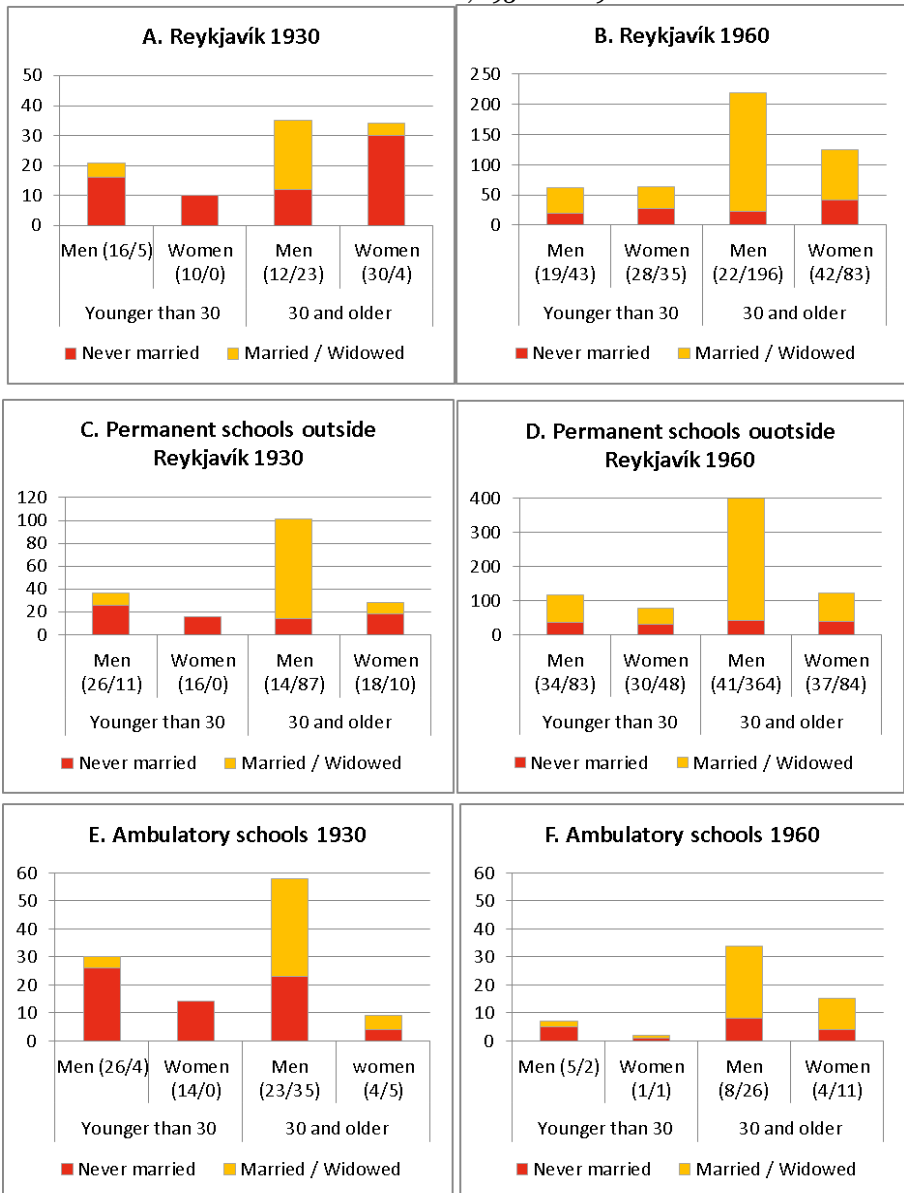 A. Reykjavík 1930
50
40
30
20
10
0
Men (16/5)
Women
(10/0)
Men
(12/23)
Women
(30/4)
Younger than 30
30 and older
Never married
Married / Widowed
B. Reykjavík 1960
250
200
150
100
50
0
Men
(19/43)
Women
(28/35)
Men
(22/196)
Women
(42/83)
Younger than 30
30 and older
Never married
Married / Widowed
C. Permanent schools outside
Reykjavík 1930
120
100
80
60
40
20
0
Men
(26/11)
Women
(16/0)
Men
(14/87)
Women
(18/10)
Younger than 30
30 and older
Never married
Married / Widowed
D. Permanent schools ouotside
Reykjavík 1960
400
300
200
100
0
Men
(34/83)
Women
(30/48)
Men
(41/364)
Women
(37/84)
Younger than 30
30 and older
Never married
Married / Widowed
E. Ambulatory schools 1930
60
50
40
30
20
10
0
Men (26/4)
Women
(14/0)
Men
(23/35)
women
(4/5)
Younger than 30
30 and older
Never married
Married / Widowed
F. Ambulatory schools 1960
60
50
40
30
20
10
0
Men (5/2)
Women
(1/1)
Men
(8/26)
Women
(4/11)
Younger than 30
30 and older
Never married
Married / Widowed